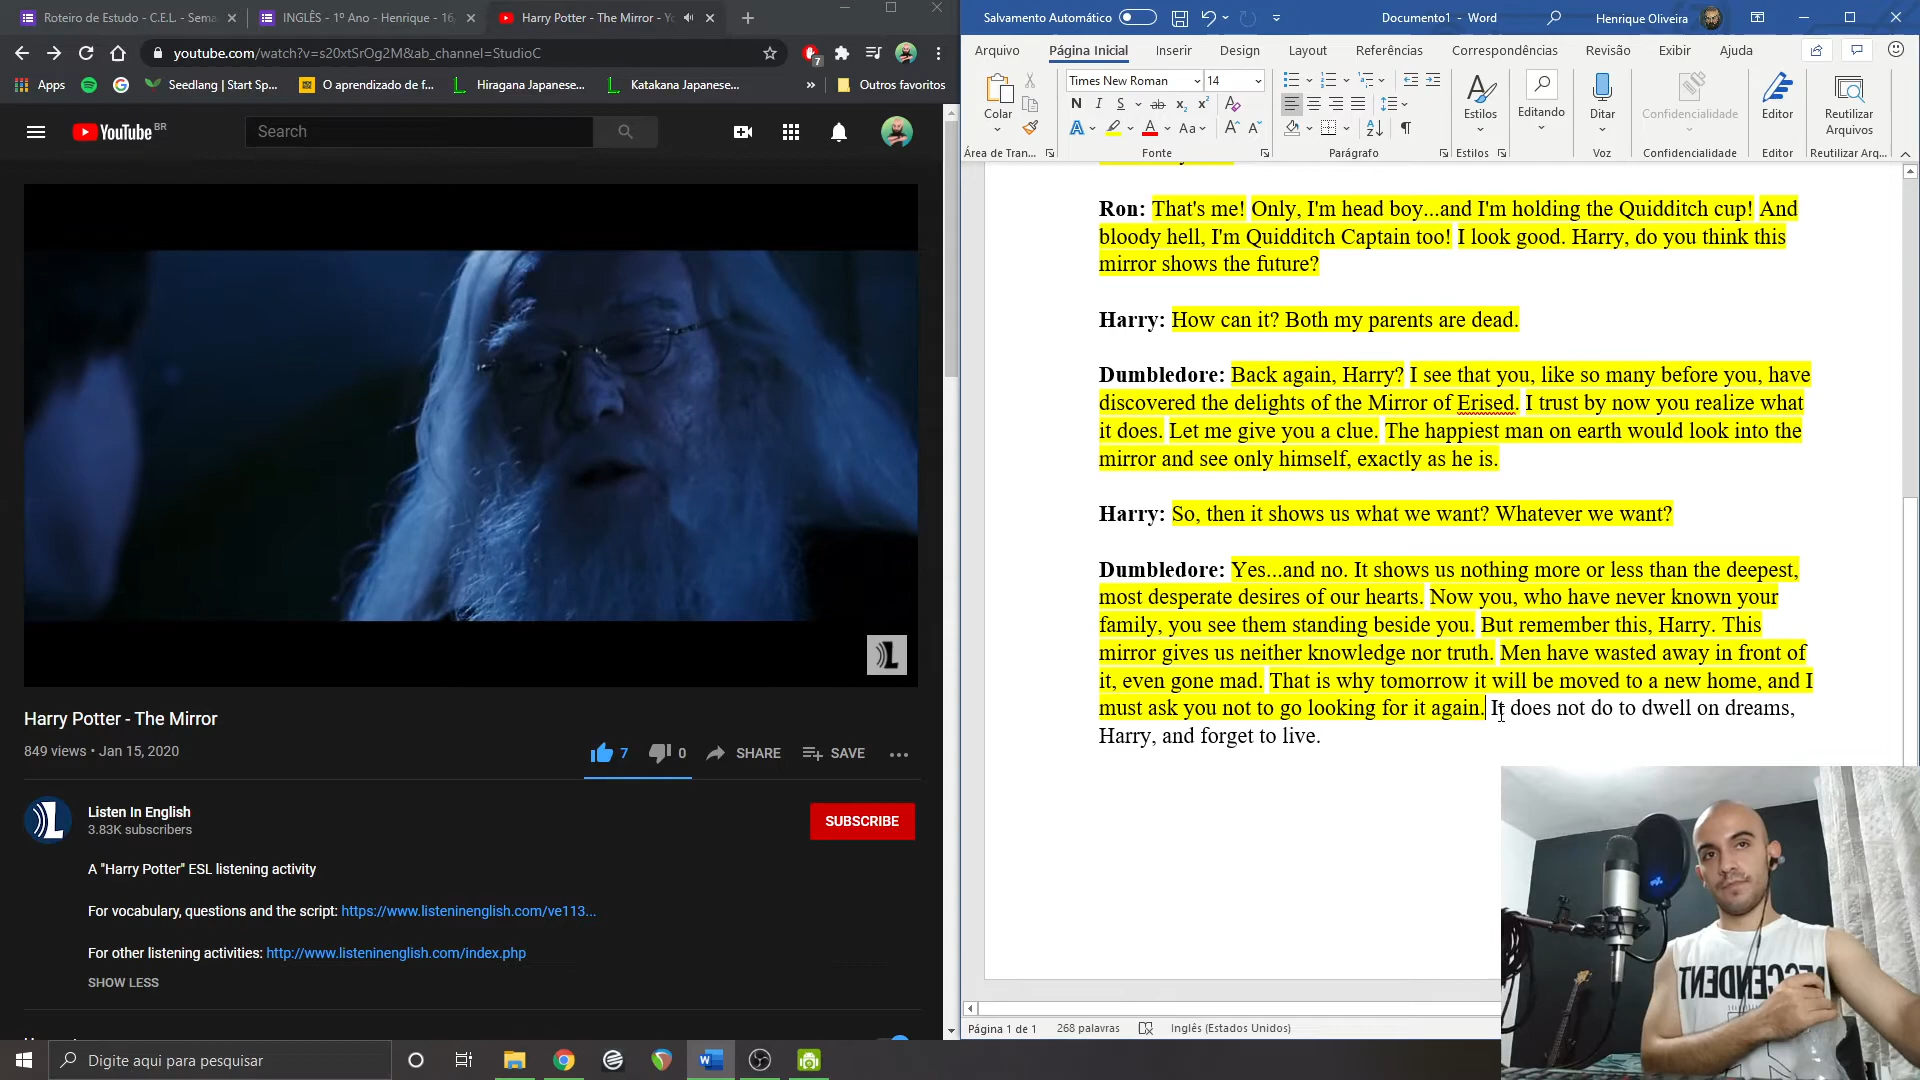 Roteiro de Estudo - C.E.L. - Sema
INGLÊS - 1º Ano - Henrique - 16
Harry Potter - The Mirror - Yo
youtube.com/watch?v=s20xtSrOg2M&ab_channel=StudioC
7
Apps
Seedlang | Start Sp...
O aprendizado de f...
Hiragana Japanese...
Katakana Japanese...
»
Outros favoritos
YouTube BR
Search
Harry Potter - The Mirror
849 views • Jan 15, 2020
7
0
SHARE
SAVE
Listen In English
3.83K subscribers
SUBSCRIBE
A "Harry Potter" ESL listening activity
For vocabulary, questions and the script: https://www.listeninenglish.com/ve113...
For other listening activities: http://www.listeninenglish.com/index.php
SHOW LESS
Digite aqui para pesquisar
Salvamento Automático
Documento1 - Word
Henrique Oliveira
Arquivo
Página Inicial
Inserir
Design
Layout
Referências
Correspondências
Revisão
Exibir
Ajuda
Colar
Times New Roman
14
N I S ab x₂ x²
A A Aa A A
Estilos
Editando
Ditar
Confidencialidade
Editor
Reutilizar
Arquivos
Área de Tran...
Fonte
Parágrafo
Estilos
Voz
Confidencialidade
Editor
Reutilizar Arq...
Ron: That's me! Only, I'm head boy...and I'm holding the Quidditch cup! And
bloody hell, I'm Quidditch Captain too! I look good. Harry, do you think this
mirror shows the future?
Harry: How can it? Both my parents are dead.
Dumbledore: Back again, Harry? I see that you, like so many before you, have
discovered the delights of the Mirror of Erised. I trust by now you realize what
it does. Let me give you a clue. The happiest man on earth would look into the
mirror and see only himself, exactly as he is.
Harry: So, then it shows us what we want? Whatever we want?
Dumbledore: Yes...and no. It shows us nothing more or less than the deepest,
most desperate desires of our hearts. Now you, who have never known your
family, you see them standing beside you. But remember this, Harry. This
mirror gives us neither knowledge nor truth. Men have wasted away in front of
it, even gone mad. That is why tomorrow it will be moved to a new home, and I
must ask you not to go looking for it again. It does not do to dwell on dreams,
Harry, and forget to live.
Página 1 de 1
268 palavras
Inglês (Estados Unidos)